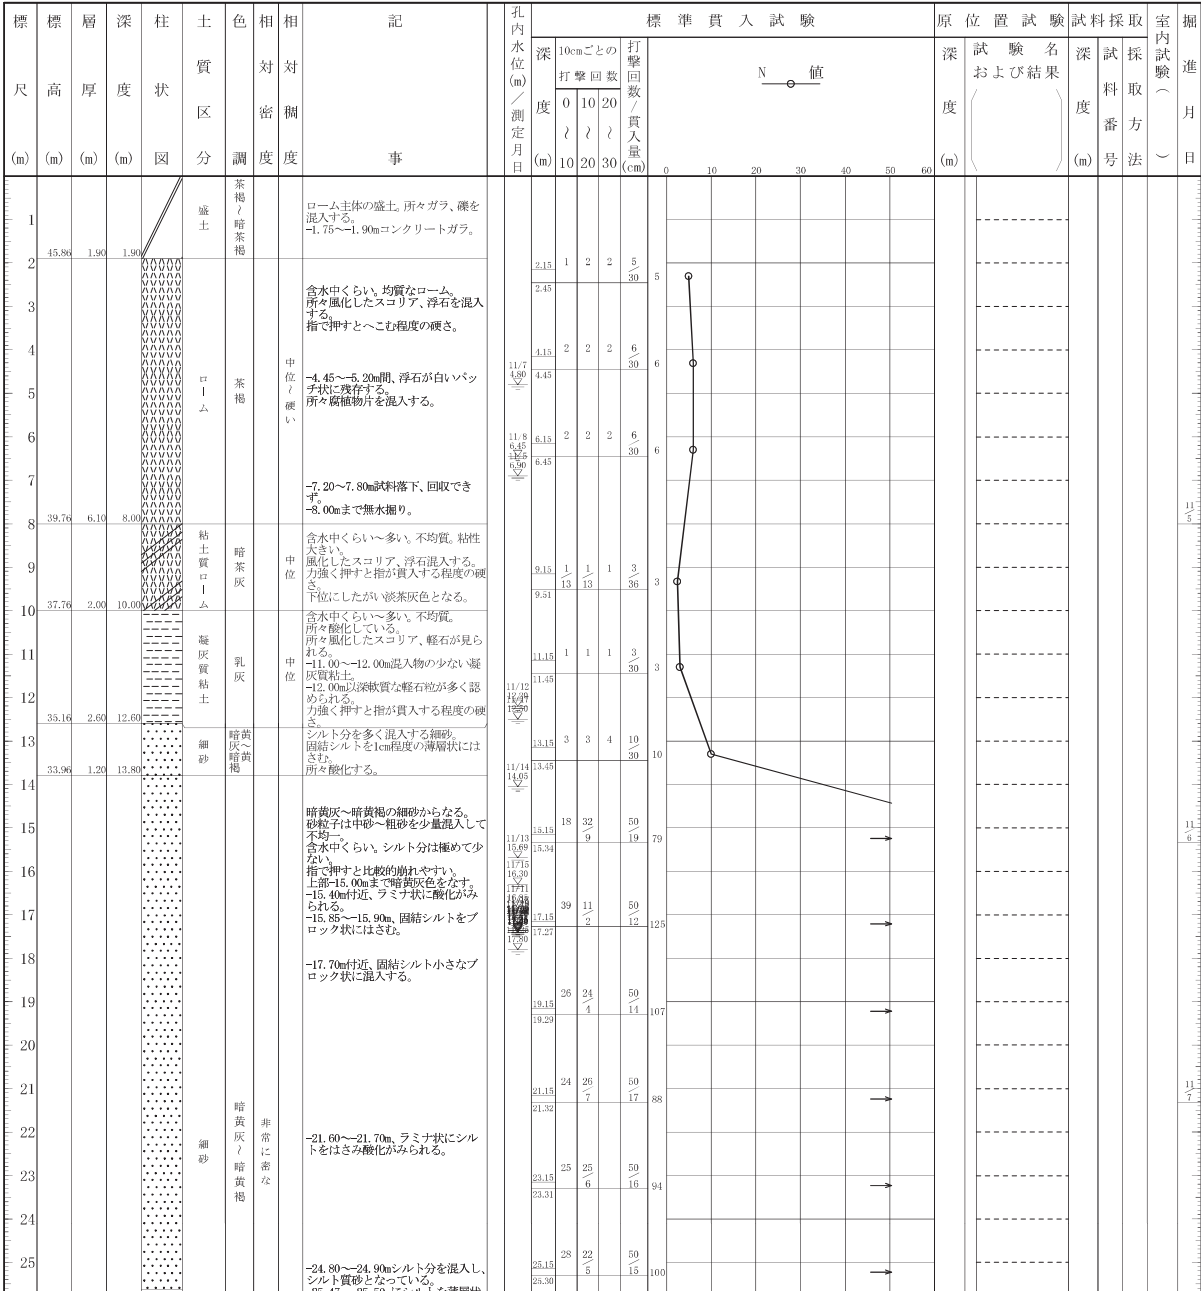 標尺(m)
標高(m)
層厚(m)
深度(m)
柱状図
土質区分
色調
相対密度
相対稠度
記事
孔内水位(m)／測定月日
標準貫入試験
深度(m)
10cmごとの
打撃回数
0～10
10～20
20～30
打撃回数／貫入量(cm)
N 値
0 10 20 30 40 50 60
原位置試験
深度(m)
試験名
および結果
試料採取
深度(m)
試料番号
採取方法
室内試験( )
掘進月日
1
2
3
4
5
6
7
8
9
10
11
12
13
14
15
16
17
18
19
20
21
22
23
24
25
45.86 1.90 1.90
盛土
茶褐～暗茶褐
ローム主体の盛土。所々ガラ、礫を
混入する。
-1.75～-1.90mコンクリートガラ。
39.76 6.10 8.00
ローム
茶褐
中位～硬い
含水中くらい。均質なローム。
所々風化したスコリア、浮石を混入
する。
指で押すとへこむ程度の硬さ。
-4.45～-5.20m間、浮石が白いパッ
チ状に残存する。
所々腐植物片を混入する。
-7.20～7.80m試料落下、回収でき
ず。
-8.00mまで無水掘り。
37.76 2.00 10.00
粘土質ローム
暗茶灰
中位
含水中くらい～多い。不均質。粘性
大きい。
風化したスコリア、浮石混入する。
力強く押すと指が貫入する程度の硬
さ。
下位にしたがい淡茶灰色となる。
35.16 2.60 12.60
凝灰質粘土
乳灰
中位
含水中くらい～多い。不均質。
所々酸化している。
所々風化したスコリア、軽石が見ら
れる。
-11.00～-12.00m混入物の少ない凝
灰質粘土。
-12.00m以深軟質な軽石粒が多く認
められる。
力強く押すと指が貫入する程度の硬
さ。
33.96 1.20 13.80
細砂
暗黄灰～暗黄褐
シルト分を多く混入する細砂。
固結シルトを1cm程度の薄層状には
さむ。
所々酸化する。
細砂
暗黄灰～暗黄褐
非常に密な
暗黄灰～暗黄褐の細砂からなる。
砂粒子は中砂～粗砂を少量混入して
不均一。
含水中くらい。シルト分は極めて少
ない。
指で押すと比較的崩れやすい。
上部-15.00mまで暗黄灰色をなす。
-15.40m付近、ラミナ状に酸化がみ
られる。
-15.85～-15.90m、固結シルトをブ
ロック状にはさむ。
-17.70m付近、固結シルト小さなブ
ロック状に混入する。
-21.60～-21.70m、ラミナ状にシル
トをはさみ酸化がみられる。
-24.80～-24.90mシルト分を混入し、
シルト質砂となっている。
11/7
4.80
11/8
6.45
6.90
11/12
11/14
14.05
11/13
15.69
11/15
16.30
11/11
17.80
2.15 1 2 2 5/30 5
2.45
4.15 2 2 2 6/30 6
4.45
6.15 2 2 2 6/30 6
6.45
9.15 1/13 1/13 1 3/36 3
9.51
11.15 1 1 1 3/30 3
11.45
13.15 3 3 4 10/30 10
13.45
15.15 18 32/9 50/19 79
15.34
17.15 39 11/2 50/12 125
17.27
19.15 26 24/4 50/14 107
19.29
21.15 24 26/7 50/17 88
21.32
23.15 25 25/6 50/16 94
23.31
25.15 28 22/5 50/15 100
25.30
11/5
11/6
11/7